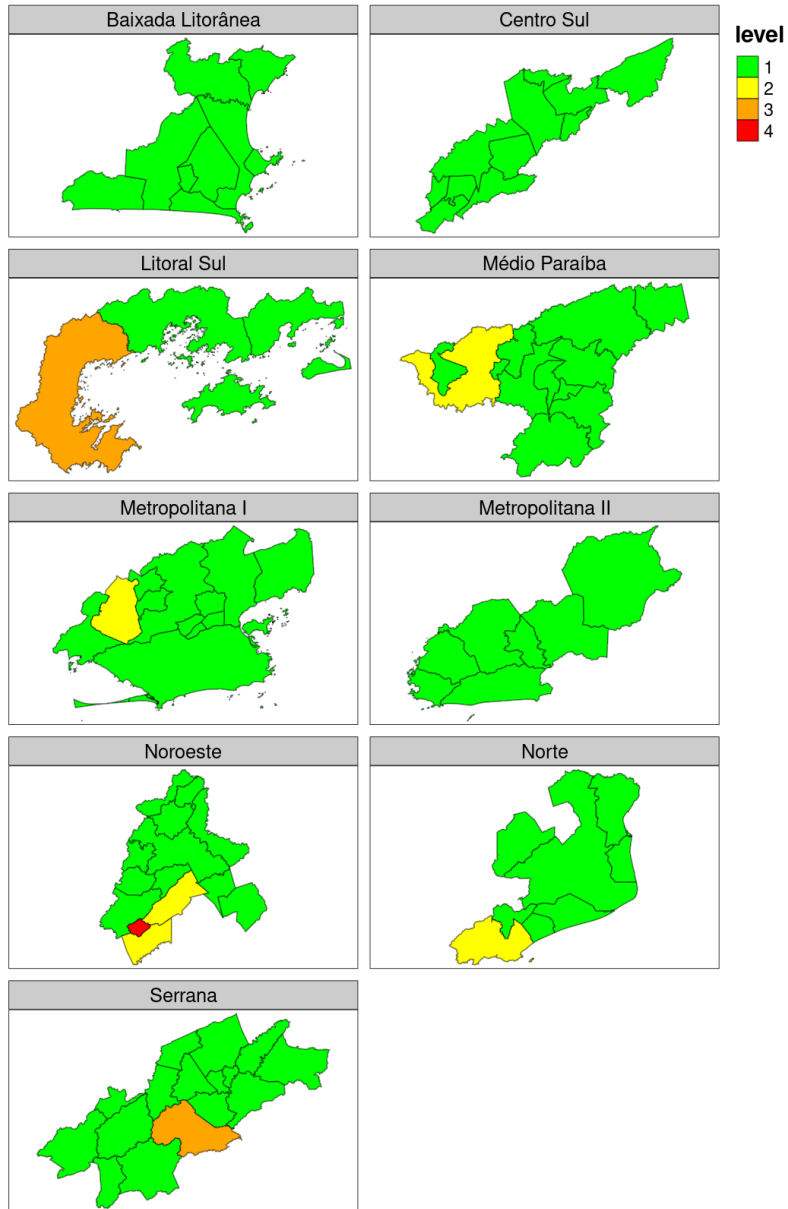 Baixada Litorânea
Centro Sul
level
1
2
3
4
Litoral Sul
Médio Paraíba
Metropolitana I
Metropolitana II
Noroeste
Norte
Serrana